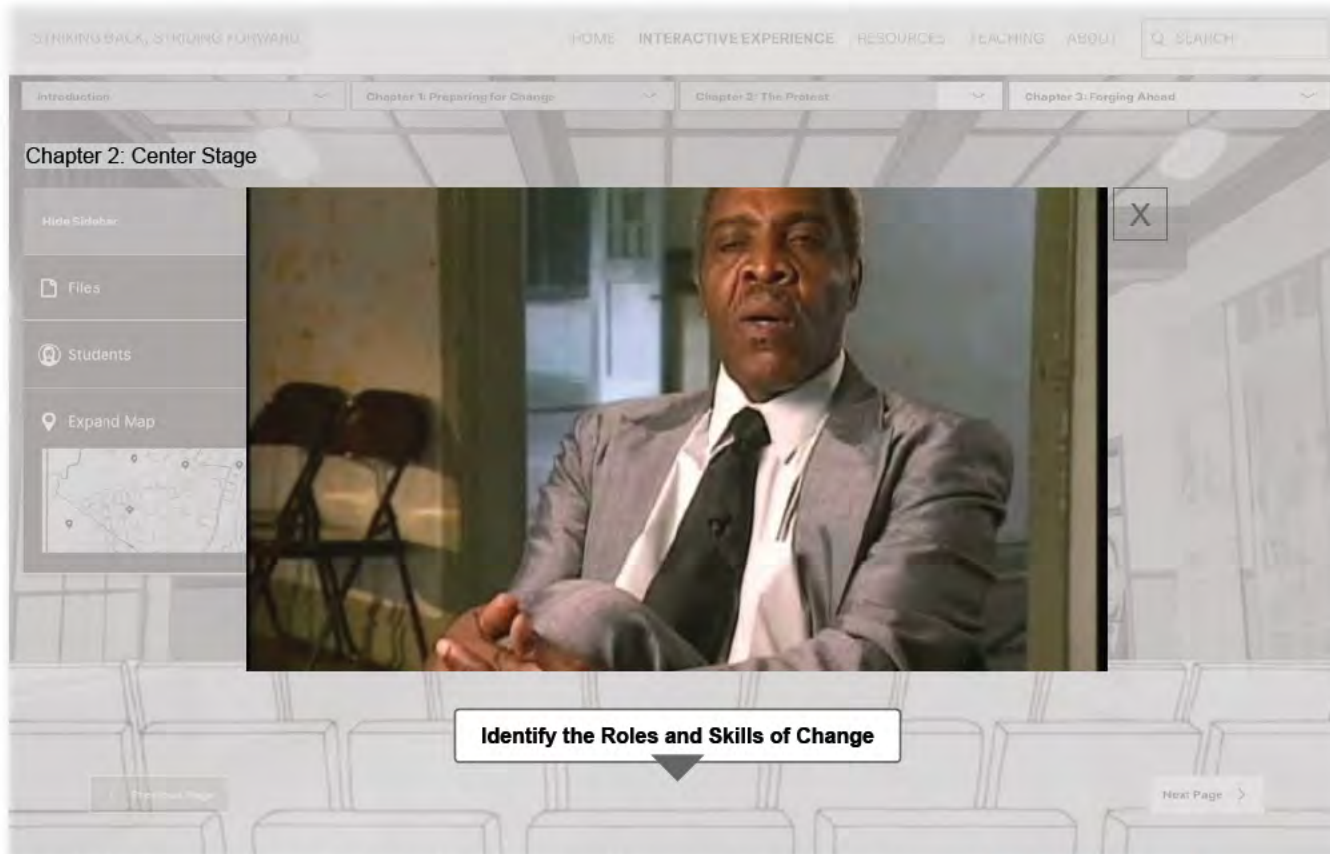 STRIKING BACK, STRIDING FORWARD
HOME INTERACTIVE EXPERIENCE RESOURCES TEACHING ABOUT SEARCH
Introduction
Chapter 1: Preparing for Change
Chapter 2: The Protest
Chapter 3: Forging Ahead
Chapter 2: Center Stage
Hide Sidebar
X
Files
Students
Expand Map
Identify the Roles and Skills of Change
Previous Page
Next Page